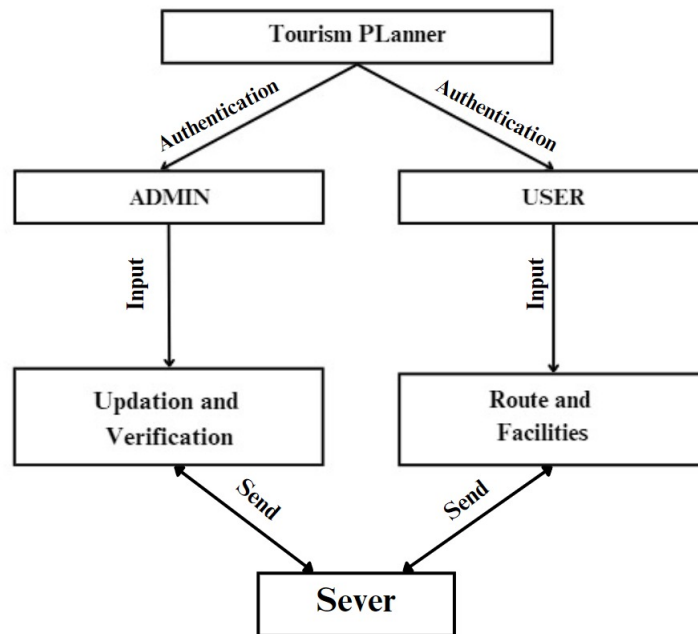 Tourism PLanner
Authentication
Authentication
ADMIN
USER
Input
Input
Updation and
Verification
Route and
Facilities
Send
Send
Sever